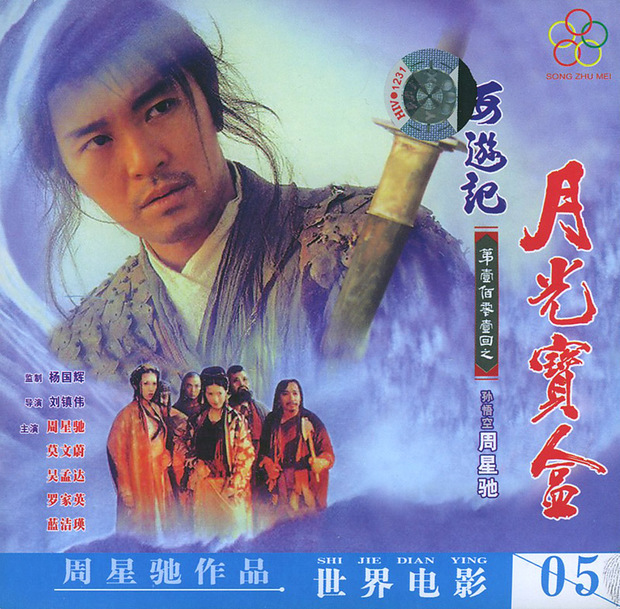 SONG ZHU MEI
HIV●1231
西遊記
第壹佰零壹回之
月光寶盒
孙悟空 周星驰
监制 杨国辉
导演 刘镇伟
主演 周星驰
莫文蔚
吴孟达
罗家英
蓝洁瑛
周星驰作品
SHI JIE DIAN YING
世界电影
05